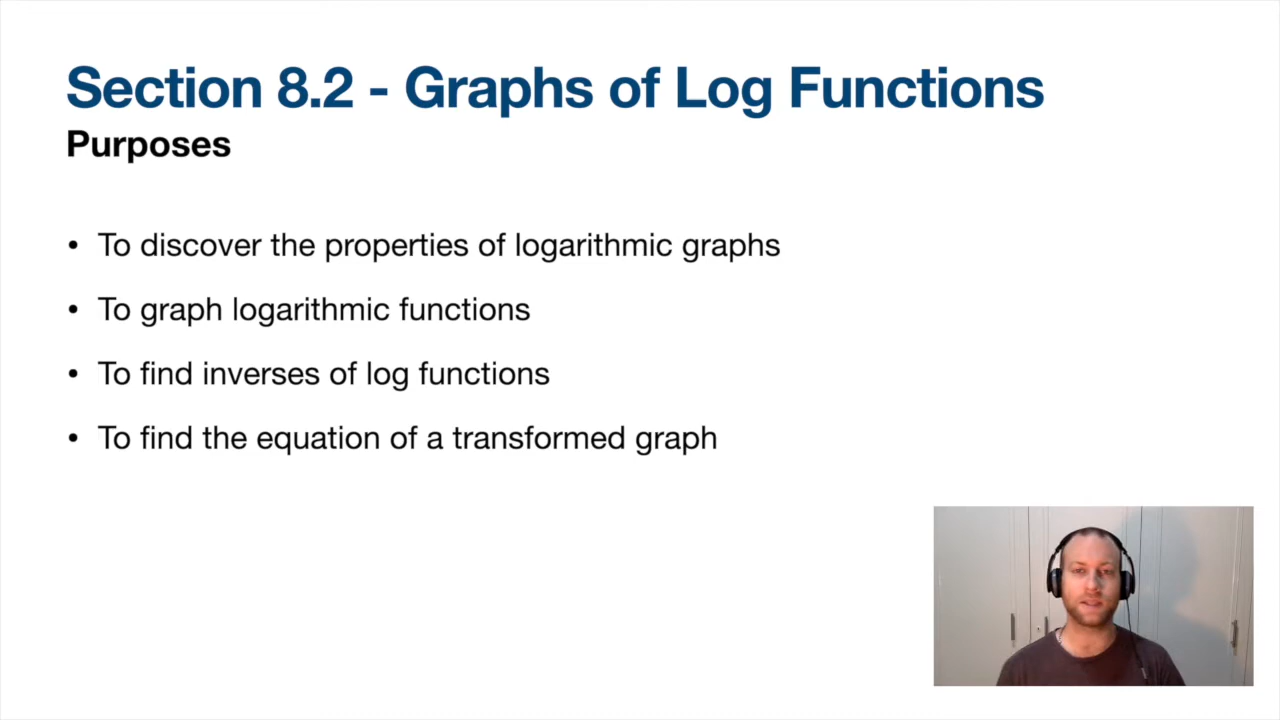 Section 8.2 - Graphs of Log Functions
Purposes
• To discover the properties of logarithmic graphs
• To graph logarithmic functions
• To find inverses of log functions
• To find the equation of a transformed graph